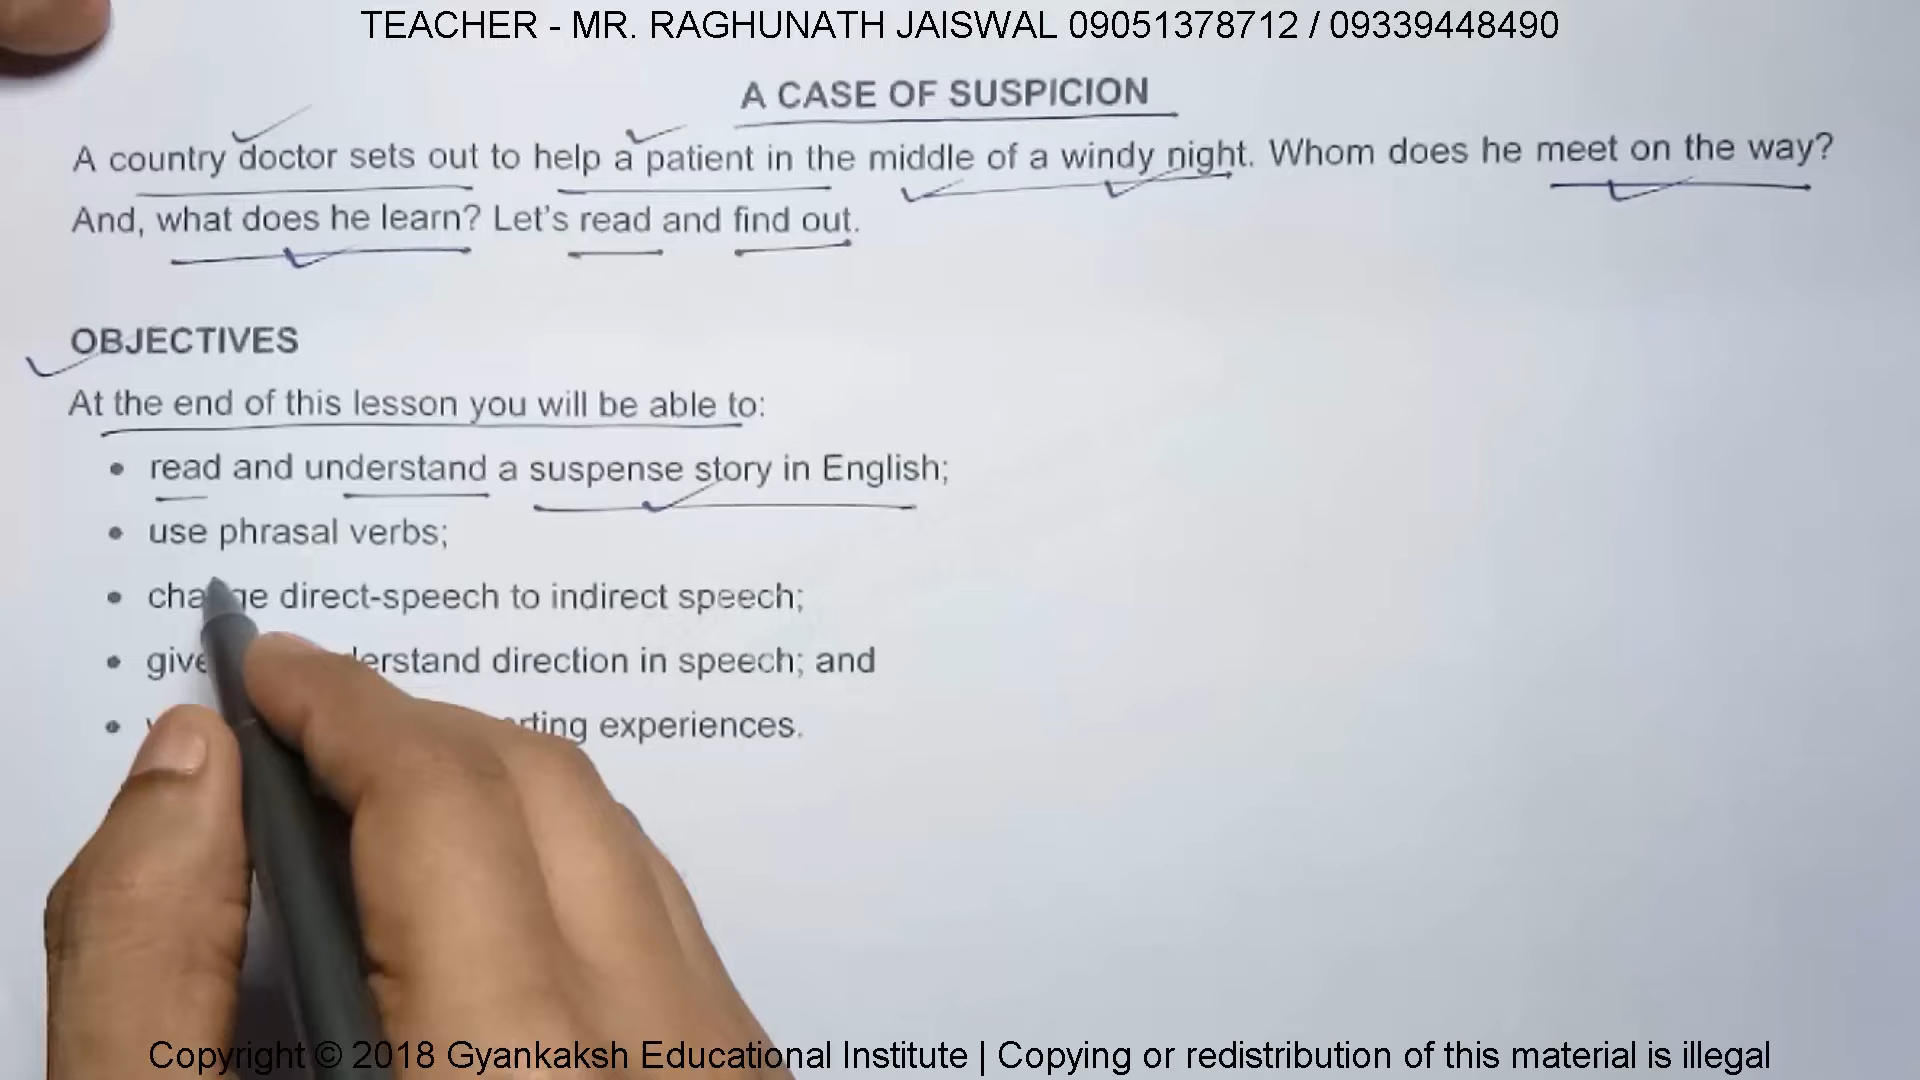 TEACHER - MR. RAGHUNATH JAISWAL 09051378712 / 09339448490
A CASE OF SUSPICION
A country doctor sets out to help a patient in the middle of a windy night. Whom does he meet on the way?
And, what does he learn? Let's read and find out.
OBJECTIVES
At the end of this lesson you will be able to:
• read and understand a suspense story in English;
• use phrasal verbs;
• change direct-speech to indirect speech;
• give direction in speech; and
• experiences.
Copyright © 2018 Gyankaksh Educational Institute | Copying or redistribution of this material is illegal